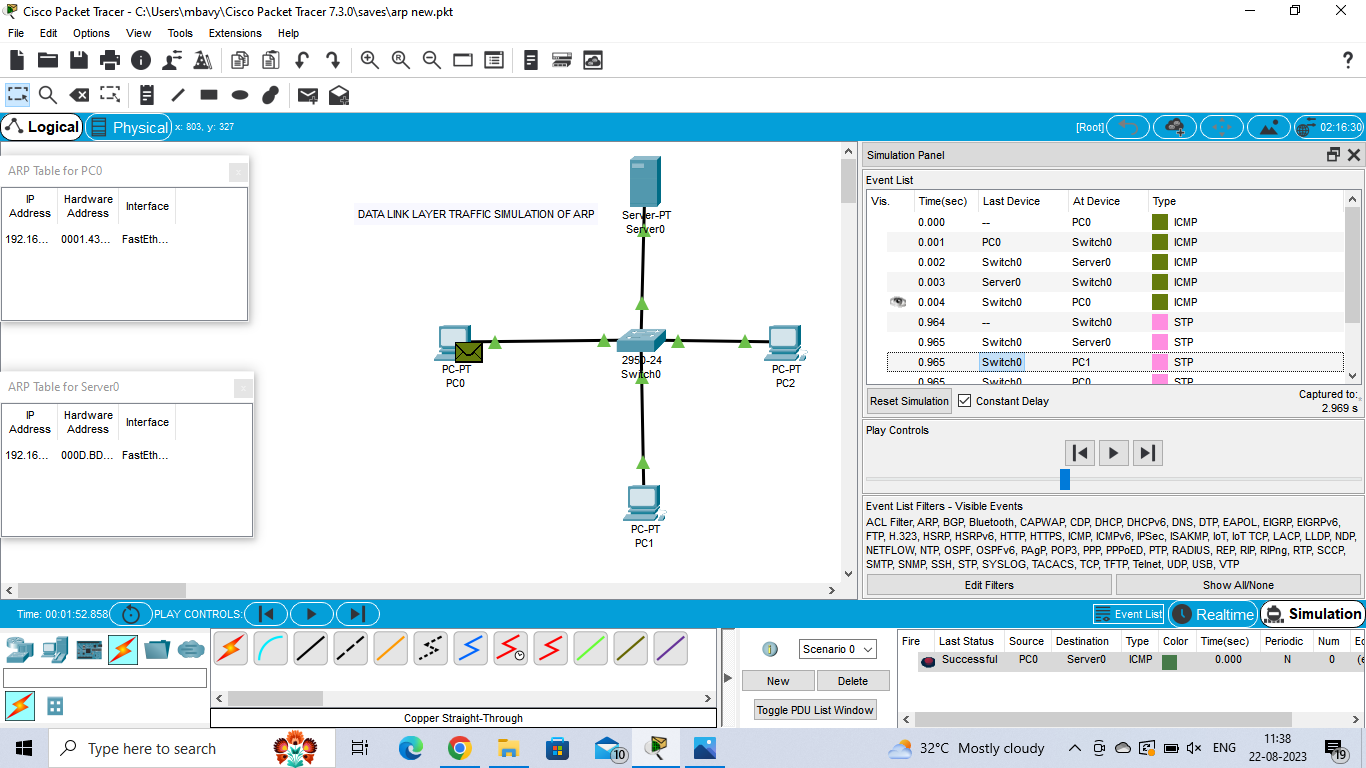 Cisco Packet Tracer - C:\Users\mbavy\Cisco Packet Tracer 7.3.0\saves\arp new.pkt
File Edit Options View Tools Extensions Help
Logical Physical x: 803, y: 327 [Root] 02:16:30
ARP Table for PC0
IP Address Hardware Address Interface
192.16... 0001.43... FastEth...
ARP Table for Server0
IP Address Hardware Address Interface
192.16... 000D.BD... FastEth...
DATA LINK LAYER TRAFFIC SIMULATION OF ARP
Server-PT
Server0
2950-24
Switch0
PC-PT
PC0
PC-PT
PC2
PC-PT
PC1
Simulation Panel
Event List
Vis. Time(sec) Last Device At Device Type
0.000 -- PC0 ICMP
0.001 PC0 Switch0 ICMP
0.002 Switch0 Server0 ICMP
0.003 Server0 Switch0 ICMP
0.004 Switch0 PC0 ICMP
0.964 -- Switch0 STP
0.965 Switch0 Server0 STP
0.965 Switch0 PC1 STP
0.965 Switch0 PC0 STP
Reset Simulation Constant Delay Captured to:
2.969 s
Play Controls
Event List Filters - Visible Events
ACL Filter, ARP, BGP, Bluetooth, CAPWAP, CDP, DHCP, DHCPv6, DNS, DTP, EAPOL, EIGRP, EIGRPv6,
FTP, H.323, HSRP, HSRPv6, HTTP, HTTPS, ICMP, ICMPv6, IPSec, ISAKMP, IoT, IoT TCP, LACP, LLDP, NDP,
NETFLOW, NTP, OSPF, OSPFv6, PAgP, POP3, PPP, PPPoED, PTP, RADIUS, REP, RIP, RIPng, RTP, SCCP,
SMTP, SNMP, SSH, STP, SYSLOG, TACACS, TCP, TFTP, Telnet, UDP, USB, VTP
Edit Filters Show All/None
Time: 00:01:52.858 PLAY CONTROLS: Event List Realtime Simulation
Copper Straight-Through
Scenario 0
New Delete
Toggle PDU List Window
Fire Last Status Source Destination Type Color Time(sec) Periodic Num Ec
Successful PC0 Server0 ICMP 0.000 N 0 (e
Type here to search
10
32°C Mostly cloudy
ENG
11:38
22-08-2023
19